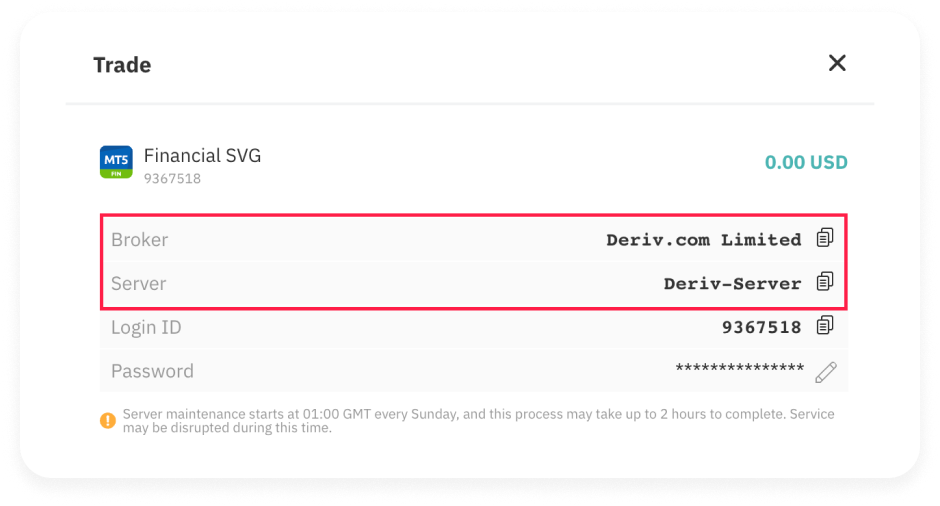 Trade
MT5
FIN
Financial SVG
9367518
0.00 USD
Broker
Deriv.com Limited
Server
Deriv-Server
Login ID
9367518
Password
***************
Server maintenance starts at 01:00 GMT every Sunday, and this process may take up to 2 hours to complete. Service
may be disrupted during this time.